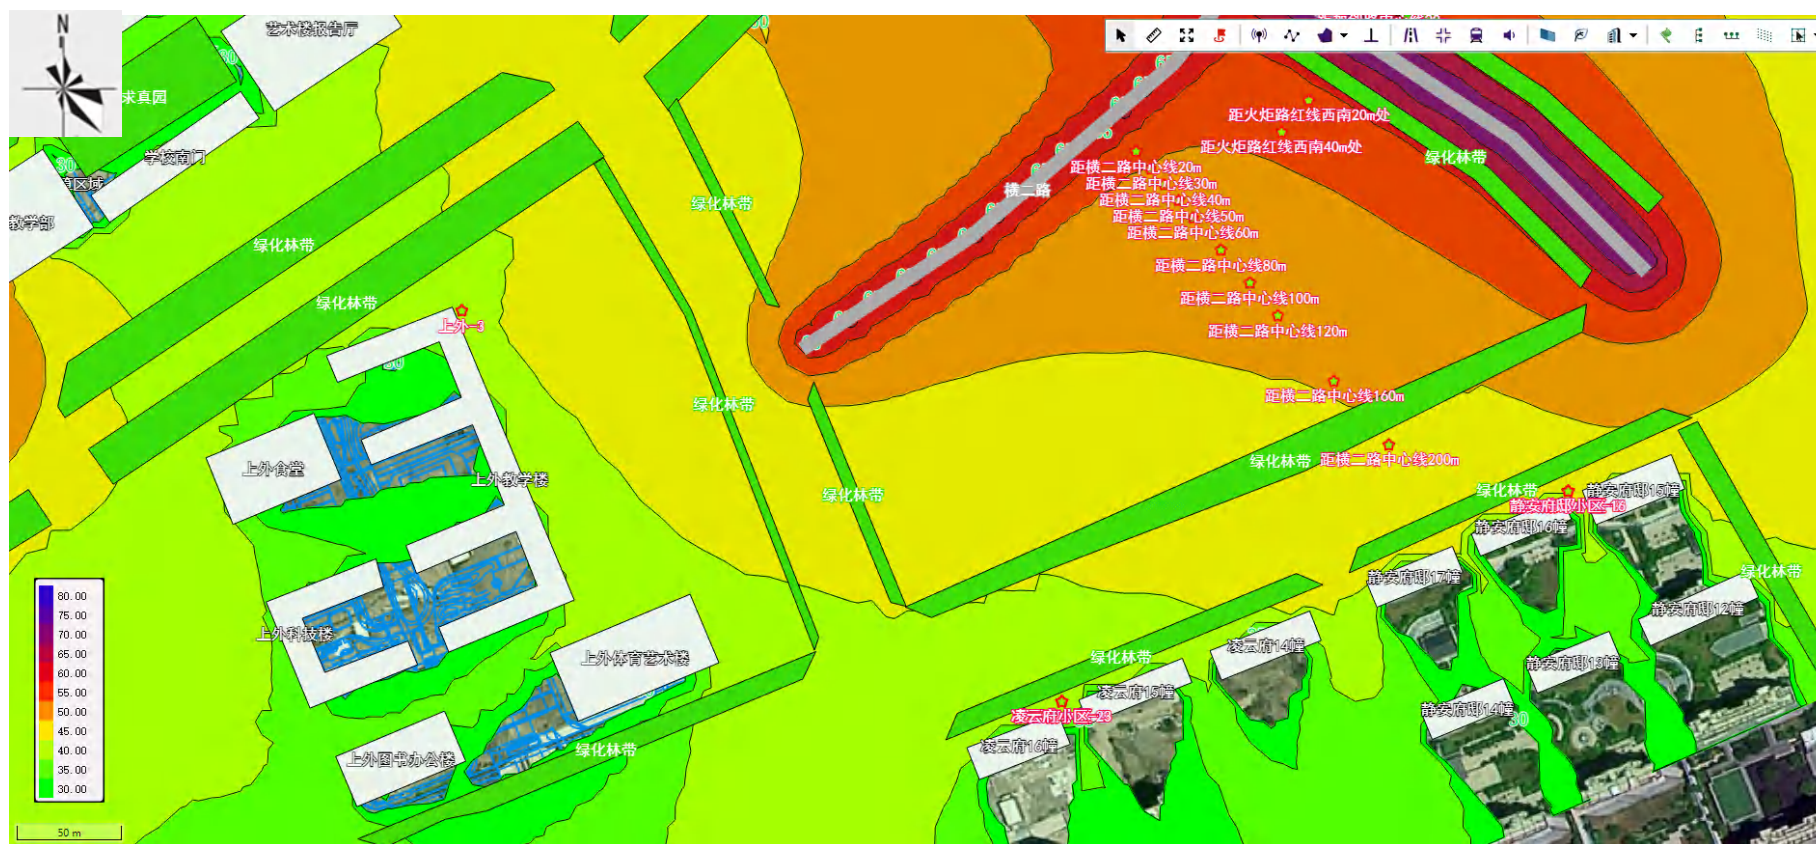 N
艺术楼报告厅
30
求真园
学校南门
30
教学部
绿化林带
绿化林带
绿化林带
绿化林带
绿化林带
绿化林带
横二路
距火炬路红线西南20m处
距火炬路红线西南40m处
距横二路中心线20m
距横二路中心线30m
距横二路中心线40m
距横二路中心线50m
距横二路中心线60m
距横二路中心线80m
距横二路中心线100m
距横二路中心线120m
距横二路中心线160m
绿化林带
距横二路中心线200m
上外-3
30
上外食堂
上外教学楼
上外科技楼
上外体育艺术楼
上外图书办公楼
绿化林带
绿化林带
静安府邸15幢
静安府邸小区-16
静安府邸16幢
静安府邸17幢
绿化林带
静安府邸12幢
静安府邸13幢
静安府邸14幢
30
绿化林带
凌云府14幢
凌云府15幢
凌云府小区-23
凌云府16幢
80.00
75.00
70.00
65.00
60.00
55.00
50.00
45.00
40.00
35.00
30.00
50 m